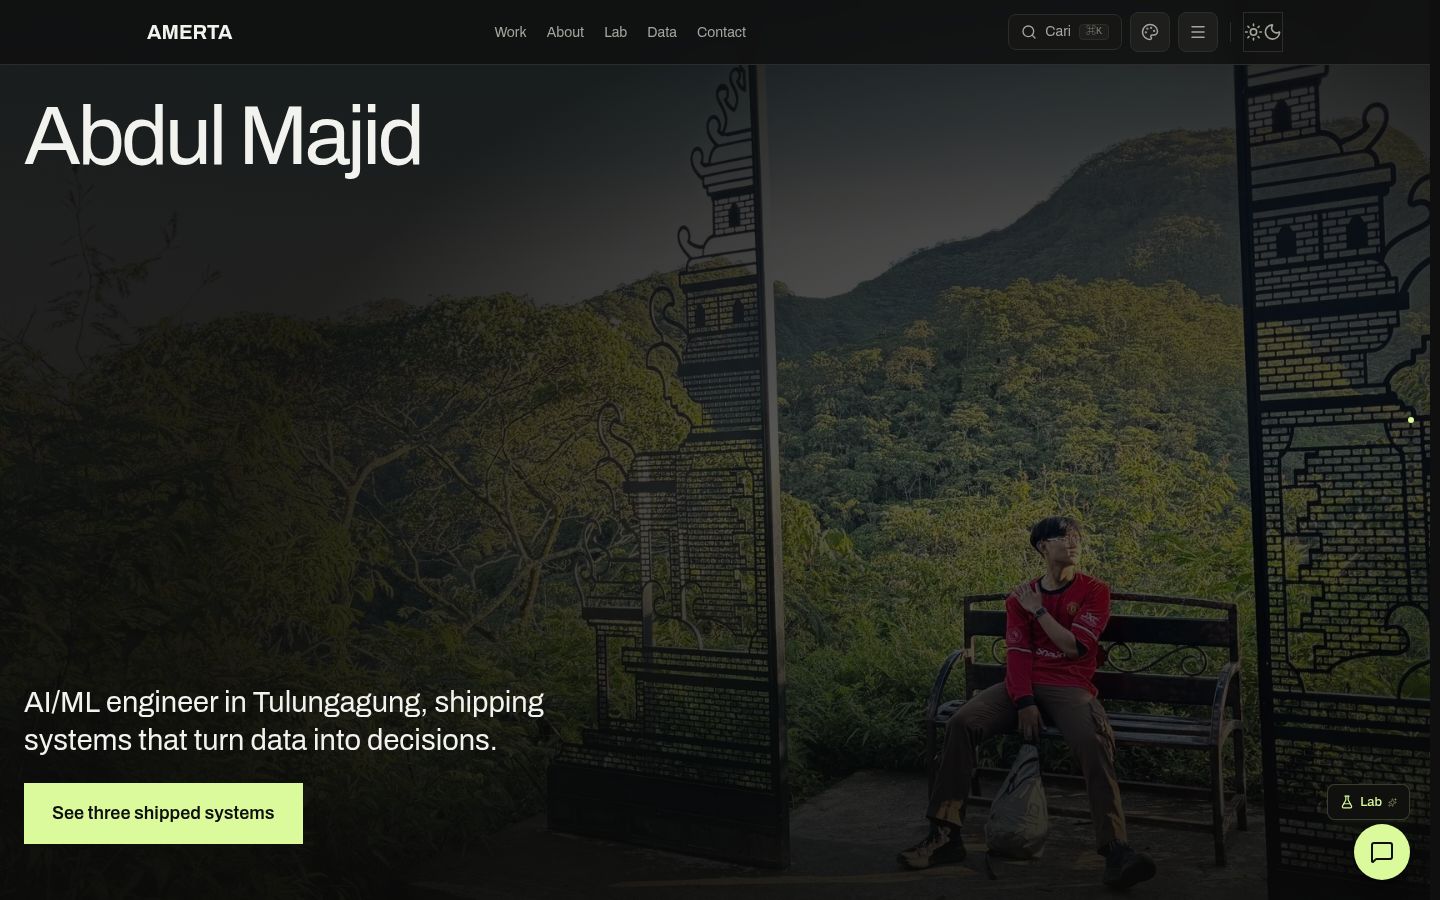 AMERTA
Work
About
Lab
Data
Contact
Cari
⌘K
Abdul Majid
AI/ML engineer in Tulungagung, shipping
systems that turn data into decisions.
See three shipped systems
Lab